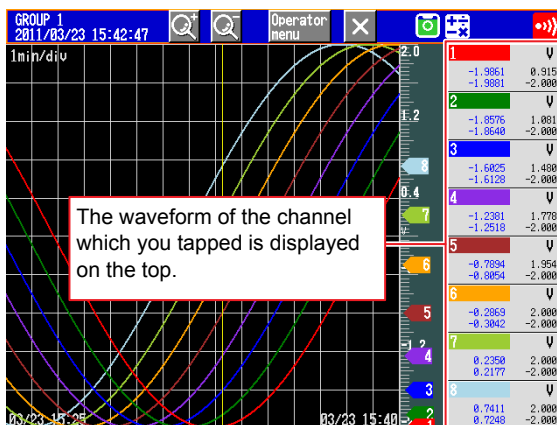 GROUP 1
2011/03/23 15:42:47
Operator
menu
1min/div
2.0
1.2
0.4
8
7
6
5
4
3
2
1
The waveform of the channel
which you tapped is displayed
on the top.
03/23 15:25
03/23 15:40
1 V
-1.9861 0.915
-1.9881 -2.000
2 V
-1.8576 1.081
-1.8640 -2.000
3 V
-1.6025 1.480
-1.6128 -2.000
4 V
-1.2381 1.778
-1.2518 -2.000
5 V
-0.7894 1.954
-0.8054 -2.000
6 V
-0.2869 2.000
-0.3042 -2.000
7 V
0.2350 2.000
0.2177 -2.000
8 V
0.7411 2.000
0.7248 -2.000